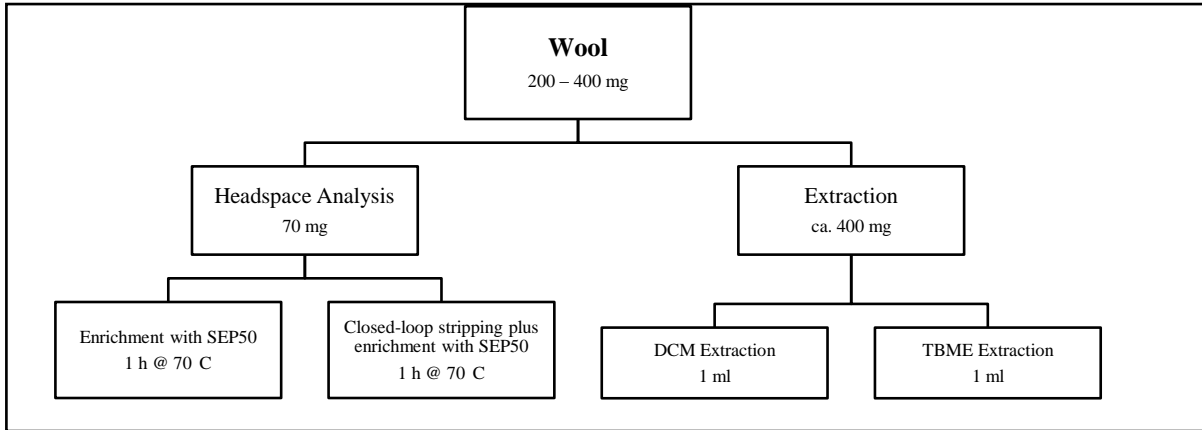 Wool
200 – 400 mg
Headspace Analysis
70 mg
Extraction
ca. 400 mg
Enrichment with SEP50
1 h @ 70 C
Closed-loop stripping plus
enrichment with SEP50
1 h @ 70 C
DCM Extraction
1 ml
TBME Extraction
1 ml